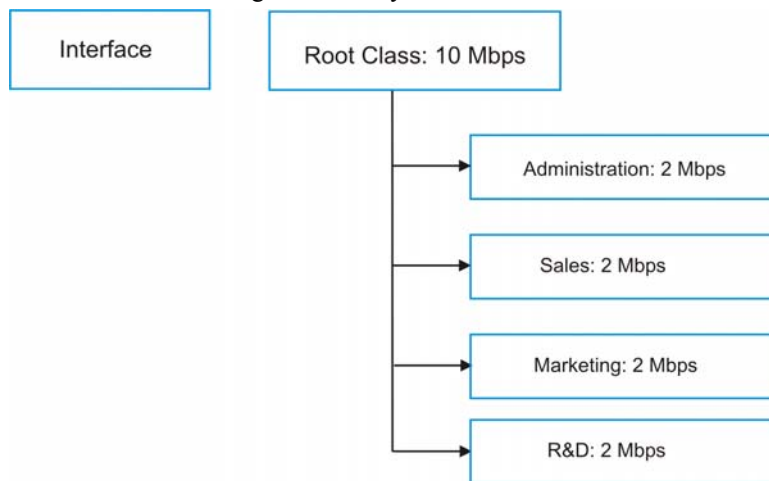 Interface
Root Class: 10 Mbps
Administration: 2 Mbps
Sales: 2 Mbps
Marketing: 2 Mbps
R&D: 2 Mbps